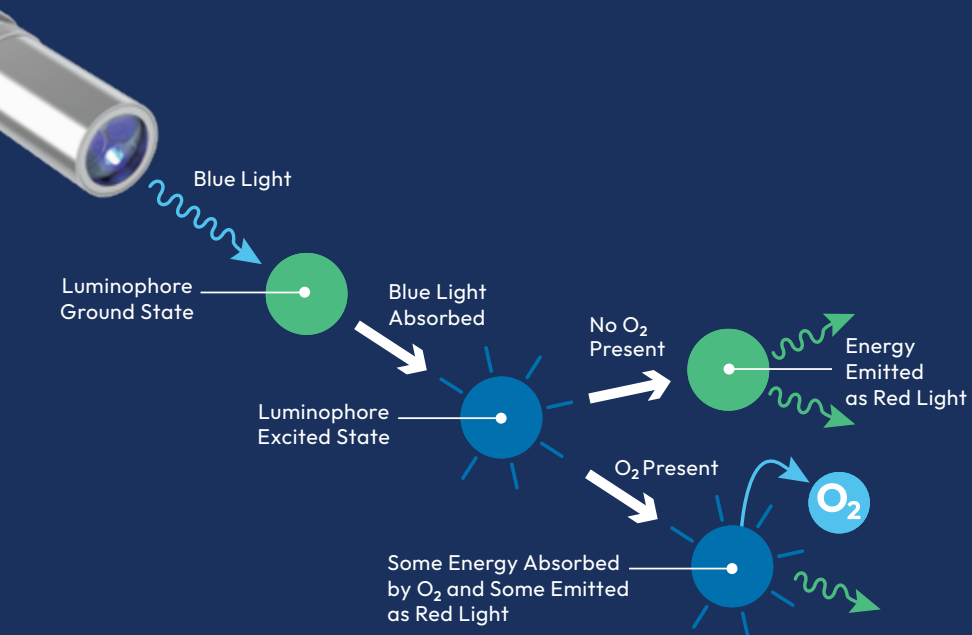 Blue Light
Luminophore
Ground State
Blue Light
Absorbed
No O₂
Present
Energy
Emitted
as Red Light
Luminophore
Excited State
O₂ Present
O₂
Some Energy Absorbed
by O₂ and Some Emitted
as Red Light